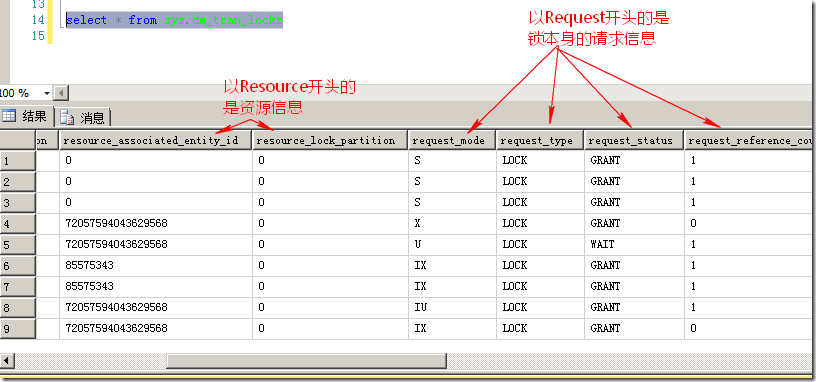 13
14 select * from sys.dm_tran_locks
15
以Request开头的是
锁本身的请求信息
100 %
以Resource开头的
是资源信息
结果 消息
on resource_associated_entity_id resource_lock_partition request_mode request_type request_status request_reference_cou
1 0 0 S LOCK GRANT 1
2 0 0 S LOCK GRANT 1
3 0 0 S LOCK GRANT 1
4 72057594043629568 0 X LOCK GRANT 0
5 72057594043629568 0 U LOCK WAIT 1
6 85575343 0 IX LOCK GRANT 1
7 85575343 0 IX LOCK GRANT 1
8 72057594043629568 0 IU LOCK GRANT 1
9 72057594043629568 0 IX LOCK GRANT 0